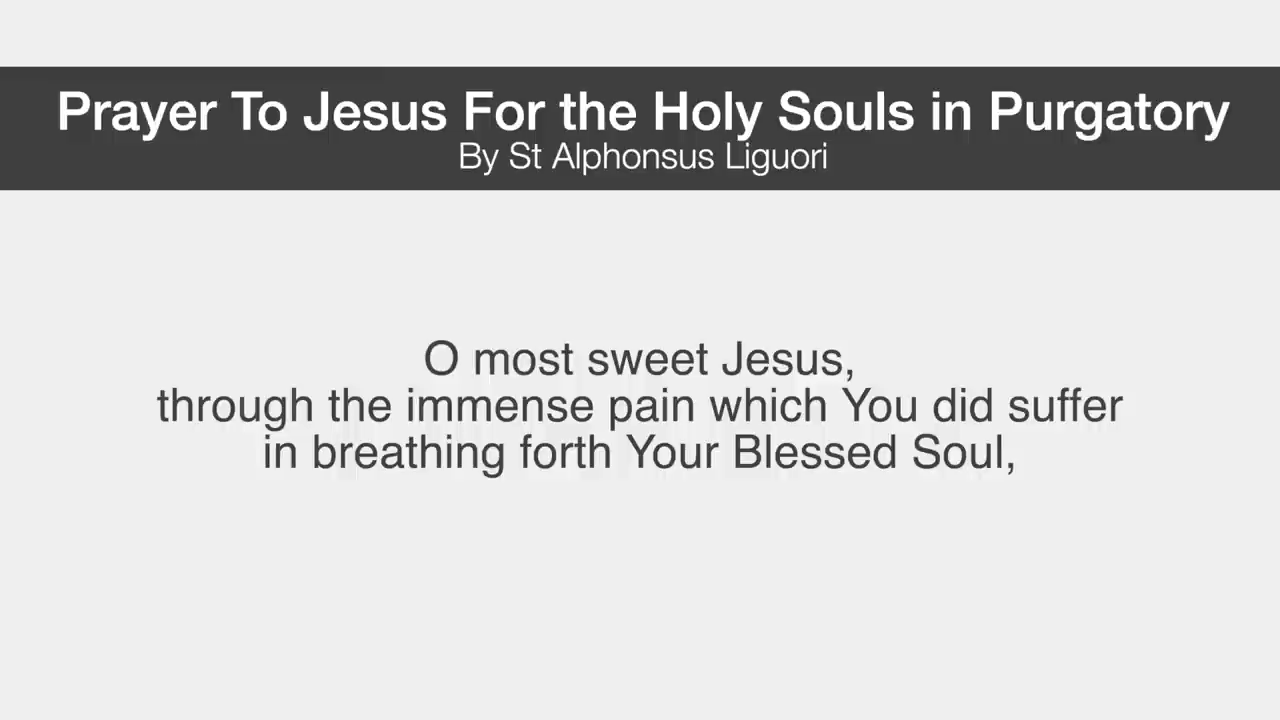 Prayer To Jesus For the Holy Souls in Purgatory
By St Alphonsus Liguori
O most sweet Jesus,
through the immense pain which You did suffer
in breathing forth Your Blessed Soul,